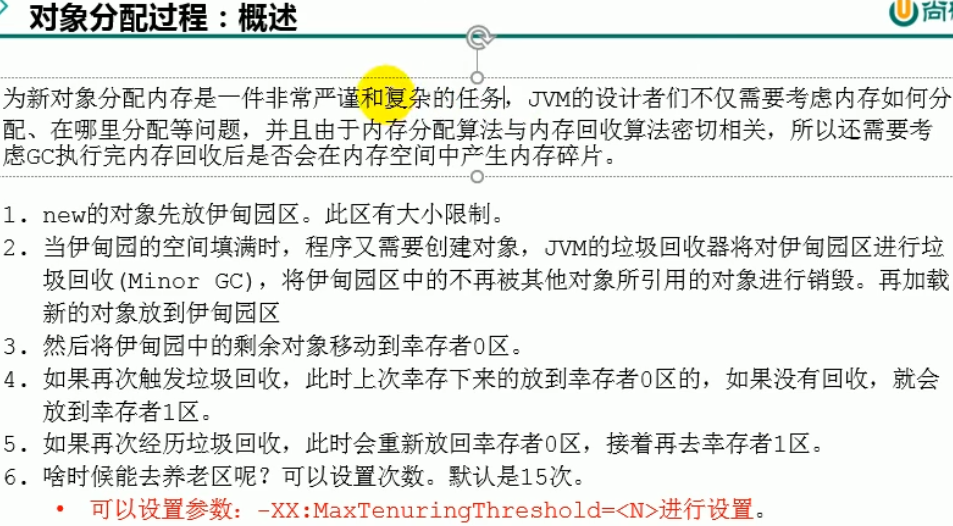 对象分配过程：概述
尚
为新对象分配内存是一件非常严谨和复杂的任务，JVM的设计者们不仅需要考虑内存如何分
配、在哪里分配等问题，并且由于内存分配算法与内存回收算法密切相关，所以还需要考
虑GC执行完内存回收后是否会在内存空间中产生内存碎片。
1. new的对象先放伊甸园区。此区有大小限制。
2. 当伊甸园的空间填满时，程序又需要创建对象，JVM的垃圾回收器将对伊甸园区进行垃
圾回收(Minor GC)，将伊甸园区中的不再被其他对象所引用的对象进行销毁。再加载
新的对象放到伊甸园区
3. 然后将伊甸园中的剩余对象移动到幸存者0区。
4. 如果再次触发垃圾回收，此时上次幸存下来的放到幸存者0区的，如果没有回收，就会
放到幸存者1区。
5. 如果再次经历垃圾回收，此时会重新放回幸存者0区，接着再去幸存者1区。
6. 啥时候能去养老区呢？可以设置次数。默认是15次。
• 可以设置参数：-XX:MaxTenuringThreshold=<N>进行设置。